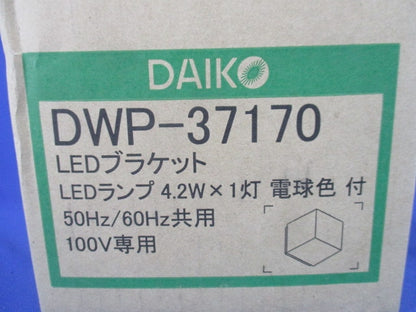 DAIKO
DWP-37170
LEDブラケット
LEDランプ 4.2W×1灯 電球色 付
50Hz/60Hz共用
100V専用